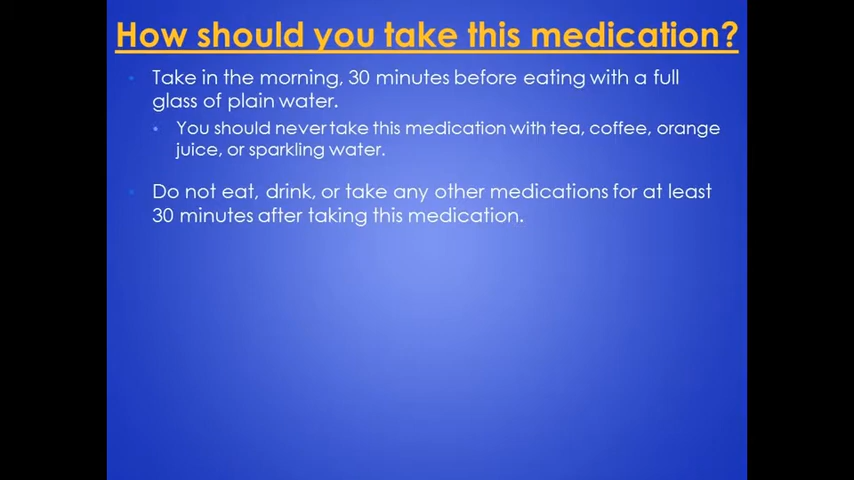 How should you take this medication?
Take in the morning, 30 minutes before eating with a full
glass of plain water.
You should never take this medication with tea, coffee, orange
juice, or sparkling water.
Do not eat, drink, or take any other medications for at least
30 minutes after taking this medication.